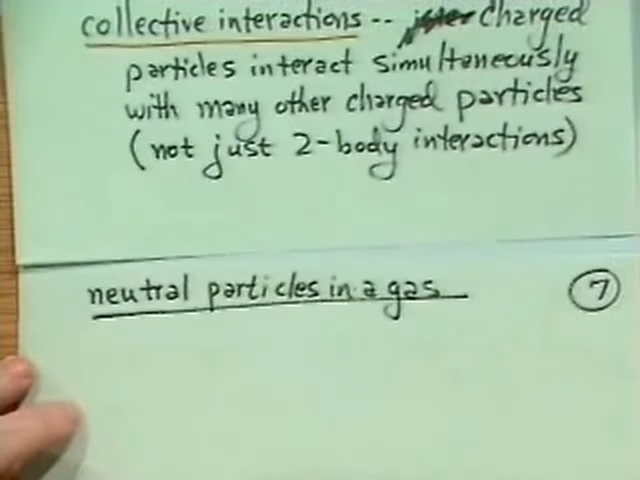 collective interactions -- charged
particles interact simultaneously
with many other charged particles
(not just 2-body interactions)
neutral particles in a gas 7